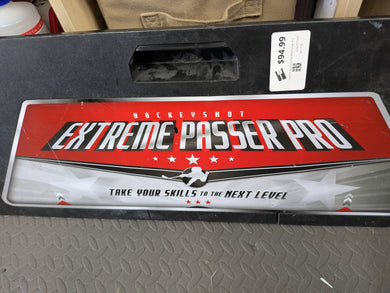 $94.99
HOCKEYSHOT
EXTREME PASSER PRO
TAKE YOUR SKILLS TO THE NEXT LEVEL